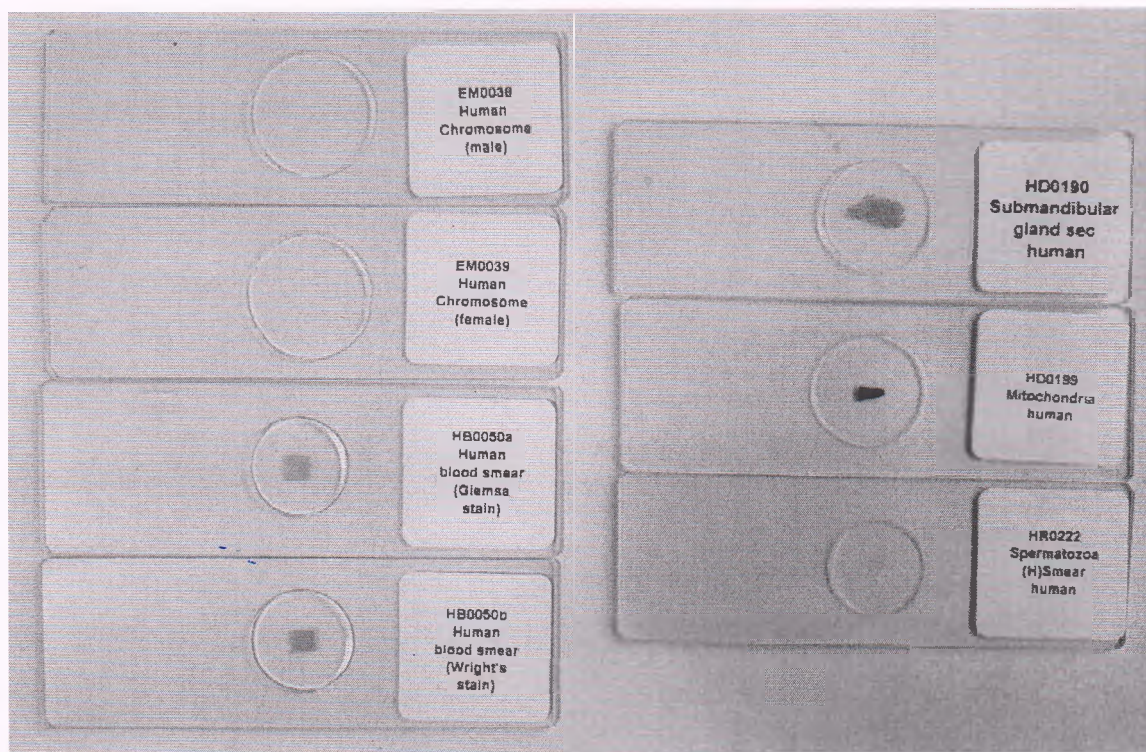 EM0038
Human
Chromosome
(male)
EM0039
Human
Chromosome
(female)
HB0050a
Human
blood smear
(Giemsa
stain)
HB0050b
Human
blood smear
(Wright's
stain)
HD0190
Submandibular
gland sec
human
HD0199
Mitochondria
human
HR0222
Spermatozoa
(H)Smear
human